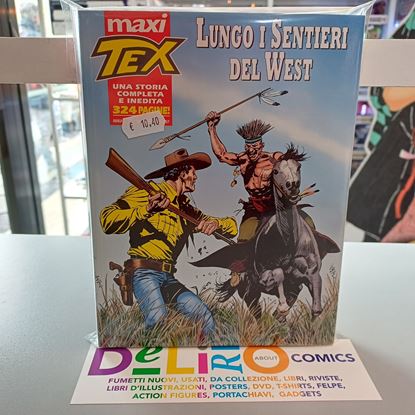 maxi
TEX
LUNGO I SENTIERI
DEL WEST
UNA STORIA
COMPLETA
E INEDITA
324 PAGINE!
€ 10,40
DeLiRio ABOUT COMICS
FUMETTI NUOVI, USATI, DA COLLEZIONE, LIBRI, RIVISTE,
LIBRI D'ILLUSTRAZIONI, POSTERS, DVD, T-SHIRTS, FELPE,
ACTION FIGURES, PORTACHIAVI, GADGETS